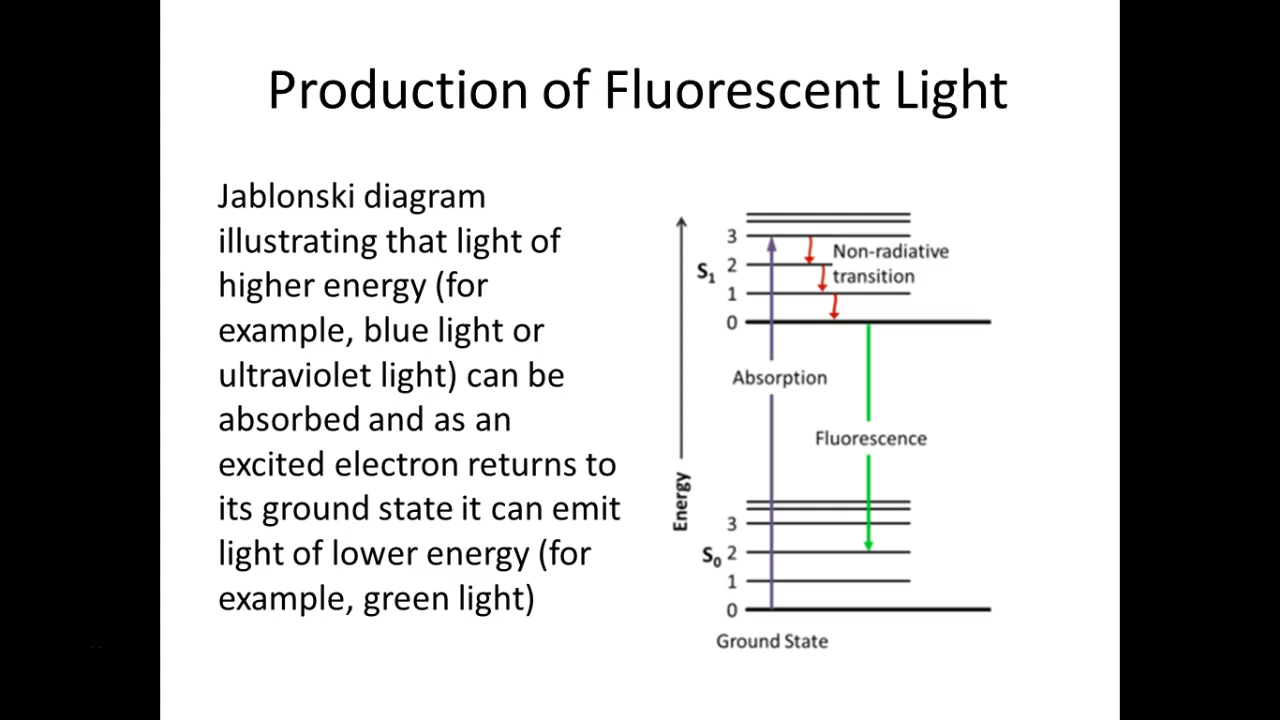 Production of Fluorescent Light
Jablonski diagram
illustrating that light of
higher energy (for
example, blue light or
ultraviolet light) can be
absorbed and as an
excited electron returns to
its ground state it can emit
light of lower energy (for
example, green light)
Energy
S1
3
2
1
0
Non-radiative
transition
Absorption
Fluorescence
S0
3
2
1
0
Ground State